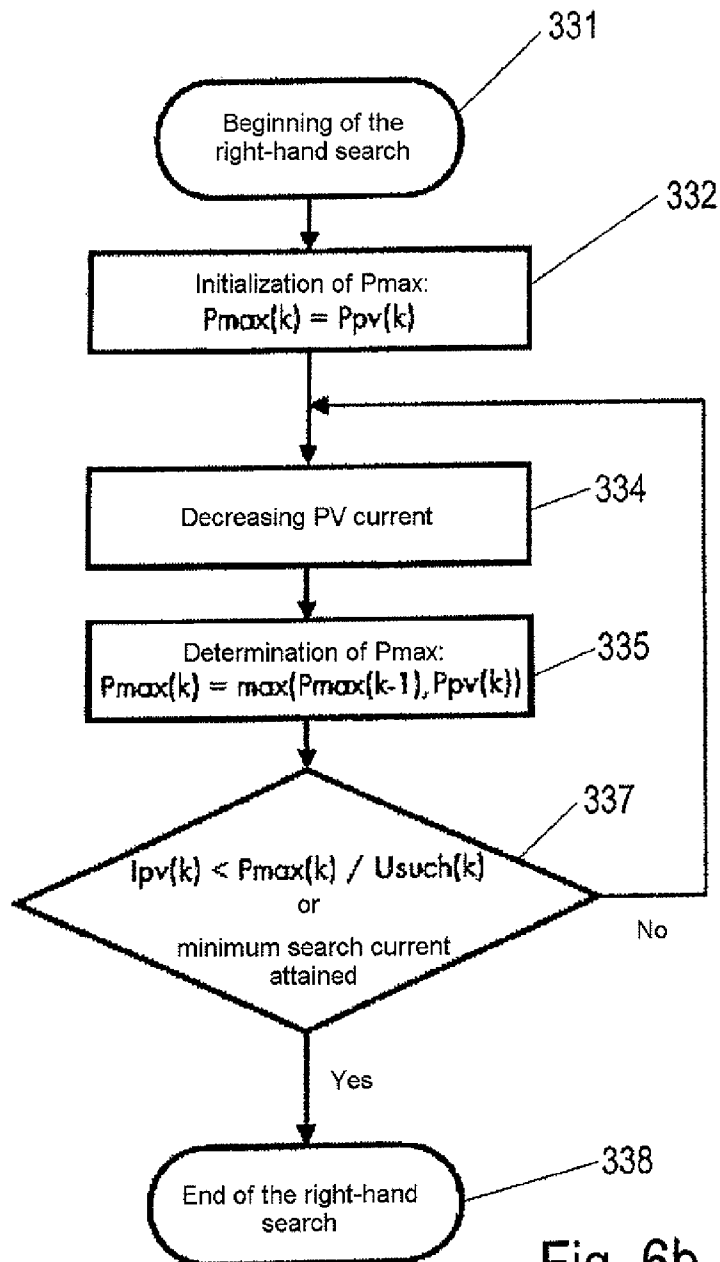 331
Beginning of the
right-hand search
332
Initialization of Pmax:
Pmax(k) = Ppv(k)
334
Decreasing PV current
335
Determination of Pmax:
Pmax(k) = max(Pmax(k-1),Ppv(k))
337
Ipv(k) < Pmax(k) / Usuch(k)
or
minimum search current
attained
No
Yes
338
End of the right-hand
search
Fig. 6b